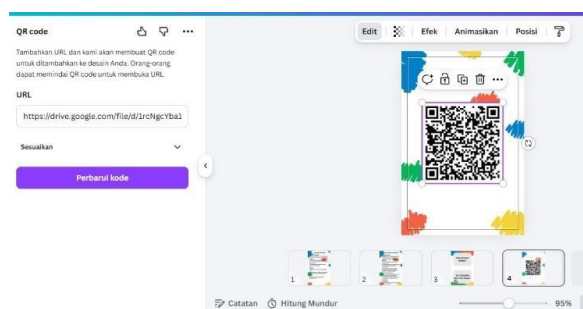 QR code
Tambahkan URL dan kami akan membuat QR code
untuk ditambahkan ke desain Anda. Orang-orang
dapat memindai QR code untuk membuka URL
URL
https://drive.google.com/file/d/1rcNgcYba1
Sesuaikan
Perbarui kode
Edit
Efek
Animasikan
Posisi
1
2
3
4
Catatan
Hitung Mundur
95%